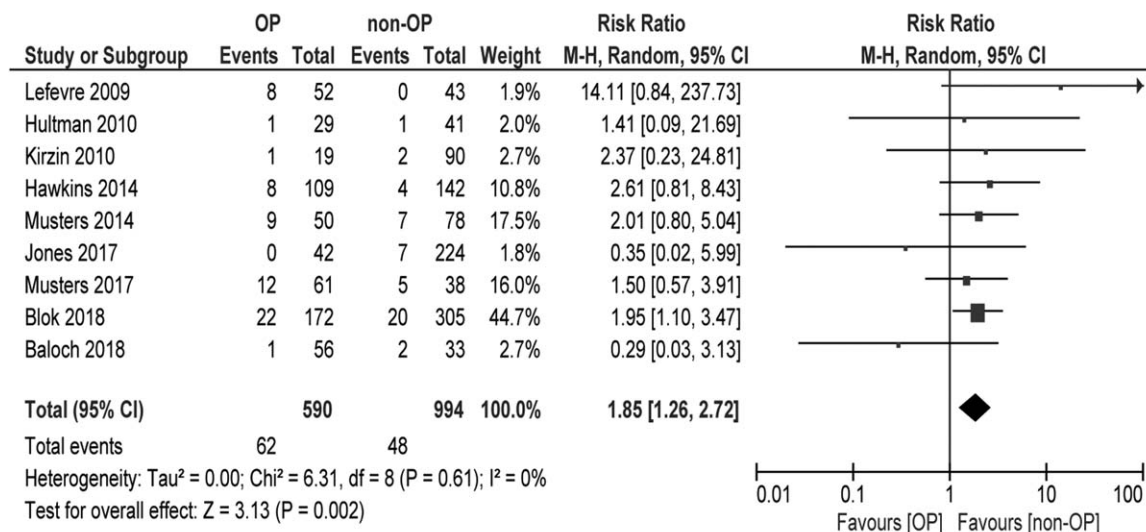 OP non-OP Risk Ratio Risk Ratio
Study or Subgroup Events Total Events Total Weight M-H, Random, 95% CI M-H, Random, 95% CI
Lefevre 2009 8 52 0 43 1.9% 14.11 [0.84, 237.73]
Hultman 2010 1 29 1 41 2.0% 1.41 [0.09, 21.69]
Kirzin 2010 1 19 2 90 2.7% 2.37 [0.23, 24.81]
Hawkins 2014 8 109 4 142 10.8% 2.61 [0.81, 8.43]
Musters 2014 9 50 7 78 17.5% 2.01 [0.80, 5.04]
Jones 2017 0 42 7 224 1.8% 0.35 [0.02, 5.99]
Musters 2017 12 61 5 38 16.0% 1.50 [0.57, 3.91]
Blok 2018 22 172 20 305 44.7% 1.95 [1.10, 3.47]
Baloch 2018 1 56 2 33 2.7% 0.29 [0.03, 3.13]
Total (95% CI) 590 994 100.0% 1.85 [1.26, 2.72]
Total events 62 48
Heterogeneity: Tau² = 0.00; Chi² = 6.31, df = 8 (P = 0.61); I² = 0%
Test for overall effect: Z = 3.13 (P = 0.002)
0.01 0.1 1 10 100
Favours [OP] Favours [non-OP]